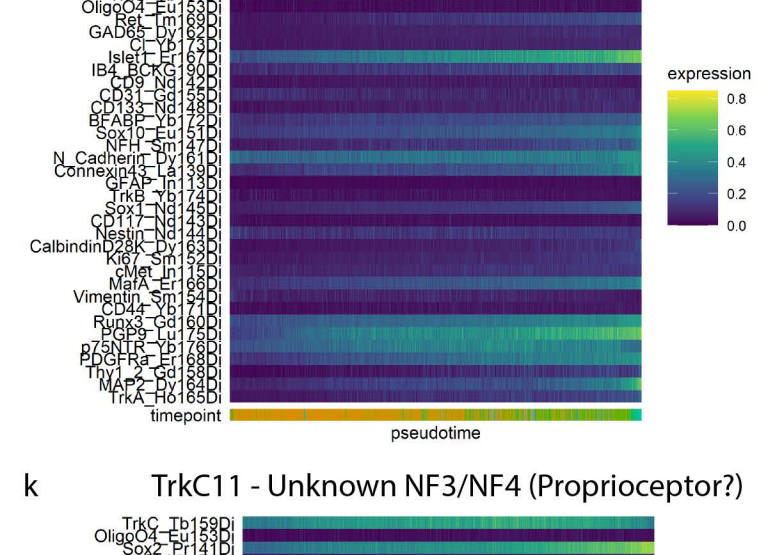 OligoO4_Eu153Di
Ret_Tm169Di
GAD65_Dy162Di
CI_Yb173Di
Islet1_Er167Di
IB4_BCKG190Di
CD9_Nd142Di
CD31_Gd155Di
CD133_Nd148Di
BFABP_Yb172Di
Sox10_Eu151Di
NFH_Sm147Di
N_Cadherin_Dy161Di
Connexin43_La139Di
GFAP_In113Di
TrkB_Yb174Di
Sox1_Nd145Di
CD117_Nd143Di
Nestin_Nd144Di
CalbindinD28K_Dy163Di
Ki67_Sm152Di
cMet_In115Di
MafA_Er166Di
Vimentin_Sm154Di
CD44_Yb171Di
Runx3_Gd160Di
PGP9_Lu175Di
p75NTR_Yb176Di
PDGFRa_Er168Di
Thy1_2_Gd158Di
MAP2_Dy164Di
TrkA_Ho165Di
timepoint
pseudotime
expression
0.8
0.6
0.4
0.2
0.0
k TrkC11 - Unknown NF3/NF4 (Proprioceptor?)
TrkC_Tb159Di
OligoO4_Eu153Di
Sox2_Pr141Di